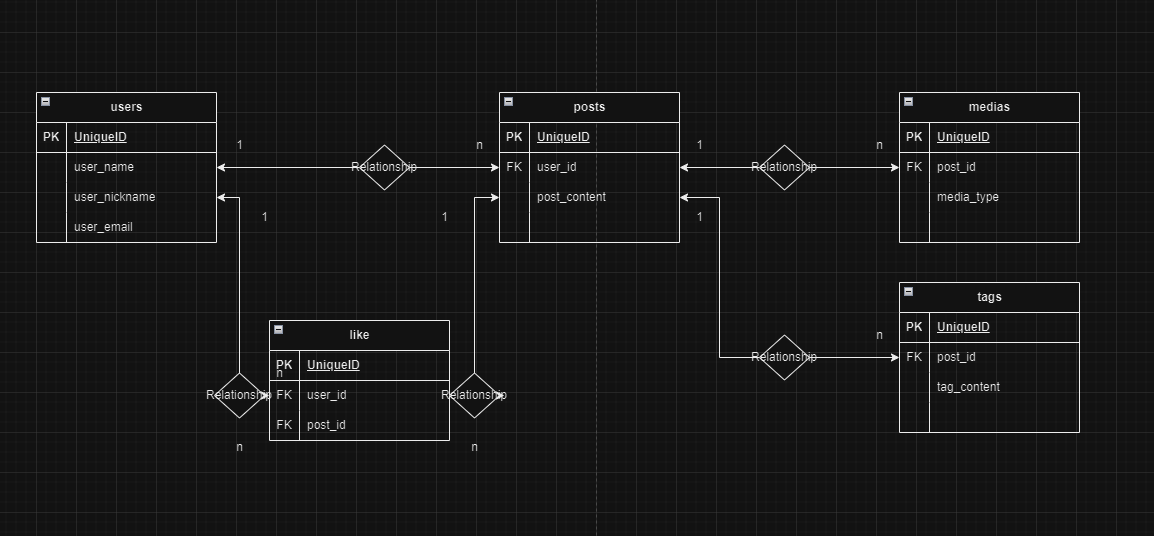 users
PK UniqueID
user_name
user_nickname
user_email
1
Relationship
n
1
posts
PK UniqueID
FK user_id
post_content
1
1
Relationship
n
1
medias
PK UniqueID
FK post_id
media_type
like
PK UniqueID
n
FK user_id
FK post_id
Relationship
n
Relationship
n
Relationship
n
tags
PK UniqueID
FK post_id
tag_content